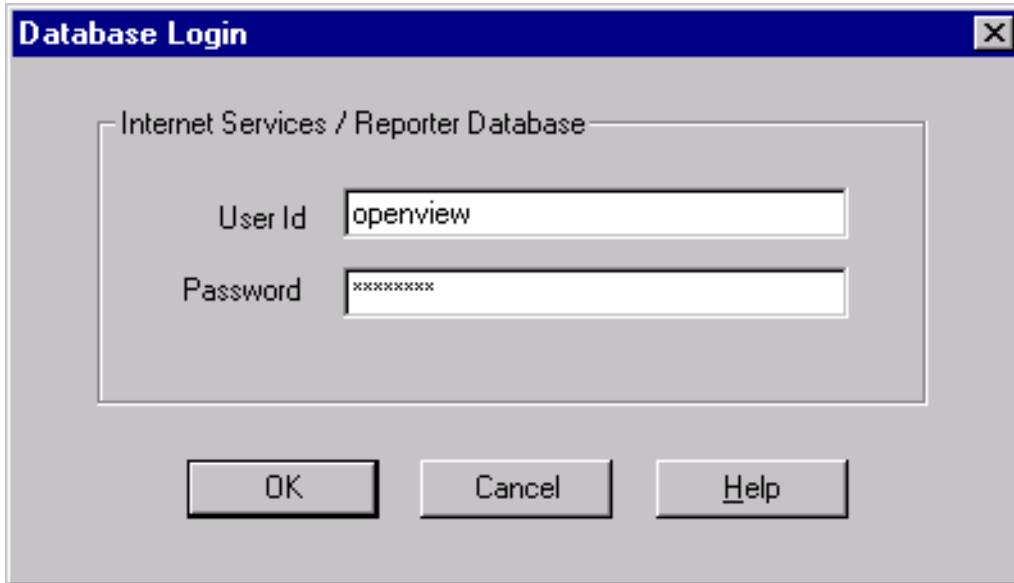 Database Login
Internet Services / Reporter Database
User Id openview
Password ********
OK Cancel Help